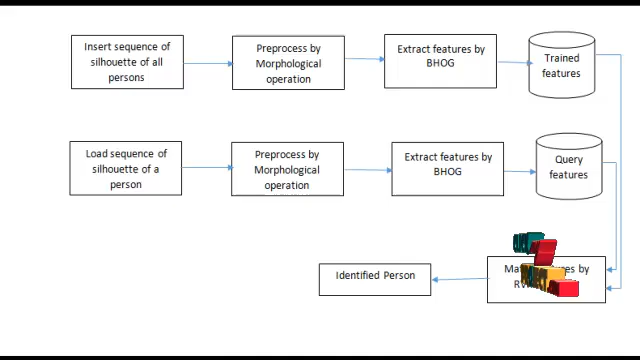 Insert sequence of
silhouette of all
persons
Preprocess by
Morphological
operation
Extract features by
BHOG
Trained
features
Load sequence of
silhouette of a
person
Preprocess by
Morphological
operation
Extract features by
BHOG
Query
features
Identified Person
by